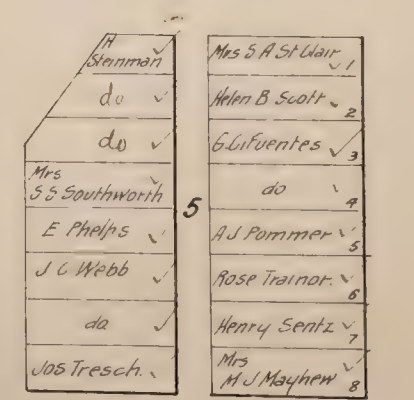 H
Steinman
do
do
Mrs
S S Southworth
E Phelps
J C Webb
do
Jos Tresch.
5
Mrs S A St Clair
1
Helen B Scott
2
G Cifuentes
3
do
4
A J Pommer
5
Rose Trainor.
6
Henry Sentz
7
Mrs
M J Mayhew
8